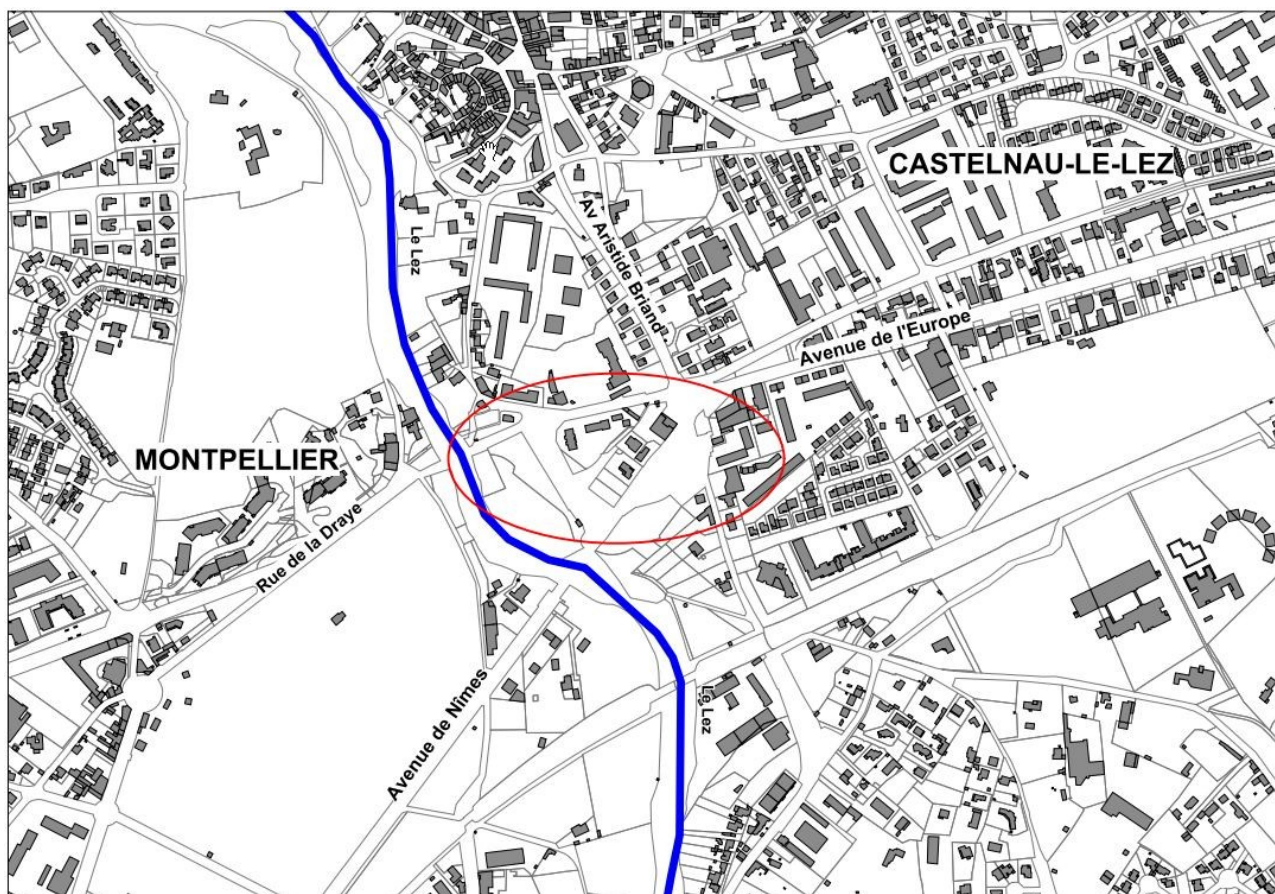 CASTELNAU-LE-LEZ
Av Aristide Briand
Le Lez
Avenue de l'Europe
MONTPELLIER
Rue de la Draye
Avenue de Nimes
Le Lez